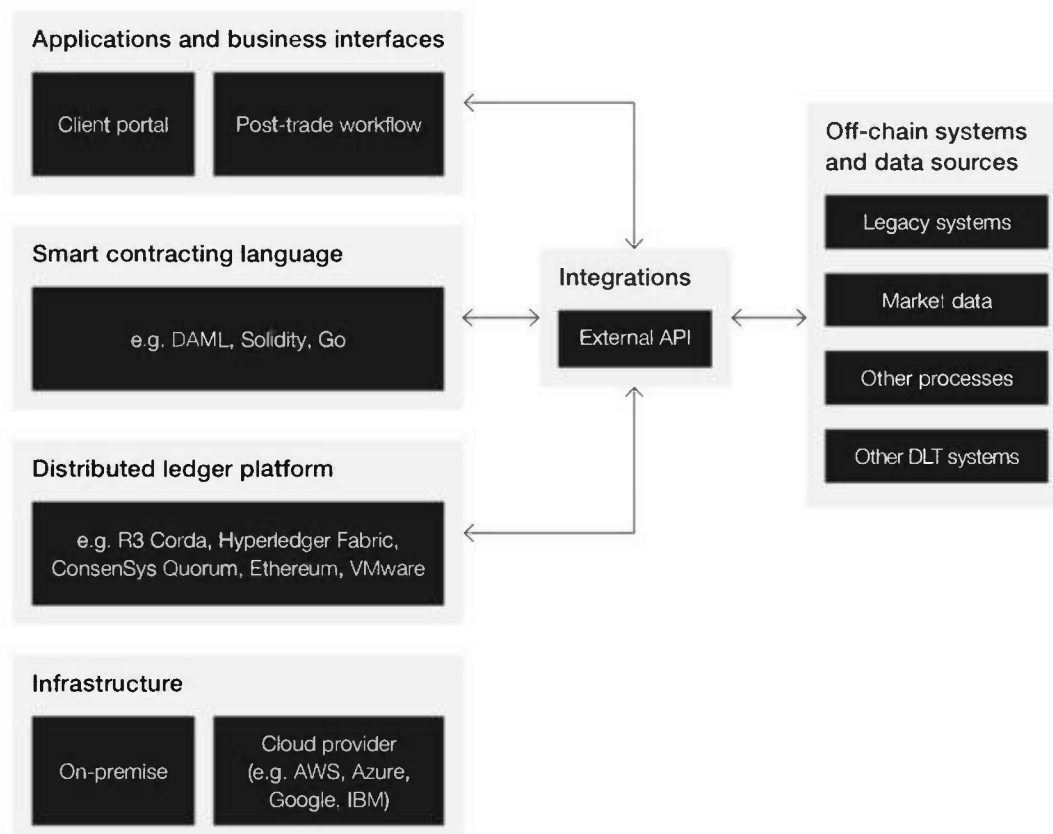 Applications and business interfaces
Client portal
Post-trade workflow
Smart contracting language
e.g. DAML, Solidity, Go
Distributed ledger platform
e.g. R3 Corda, Hyperledger Fabric,
ConsenSys Quorum, Ethereum, VMware
Infrastructure
On-premise
Cloud provider
(e.g. AWS, Azure,
Google, IBM)
Integrations
External API
Off-chain systems
and data sources
Legacy systems
Market data
Other processes
Other DLT systems